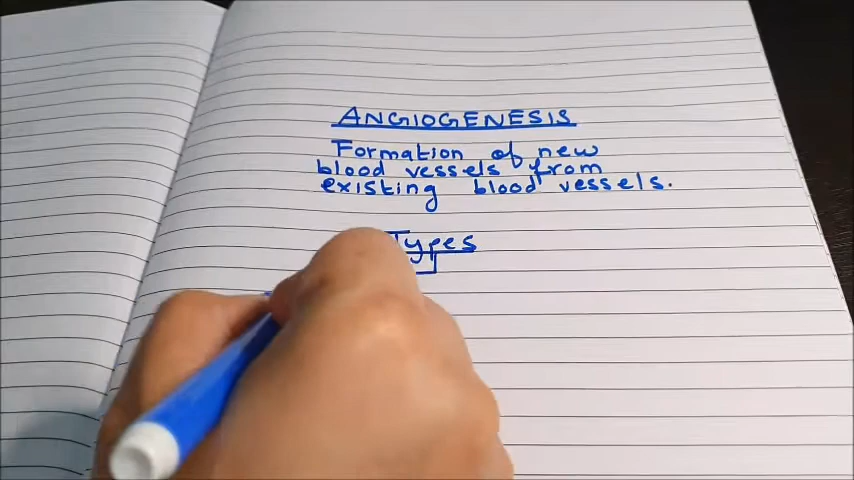 ANGIOGENESIS
Formation of new
blood vessels from
existing blood vessels.
Types